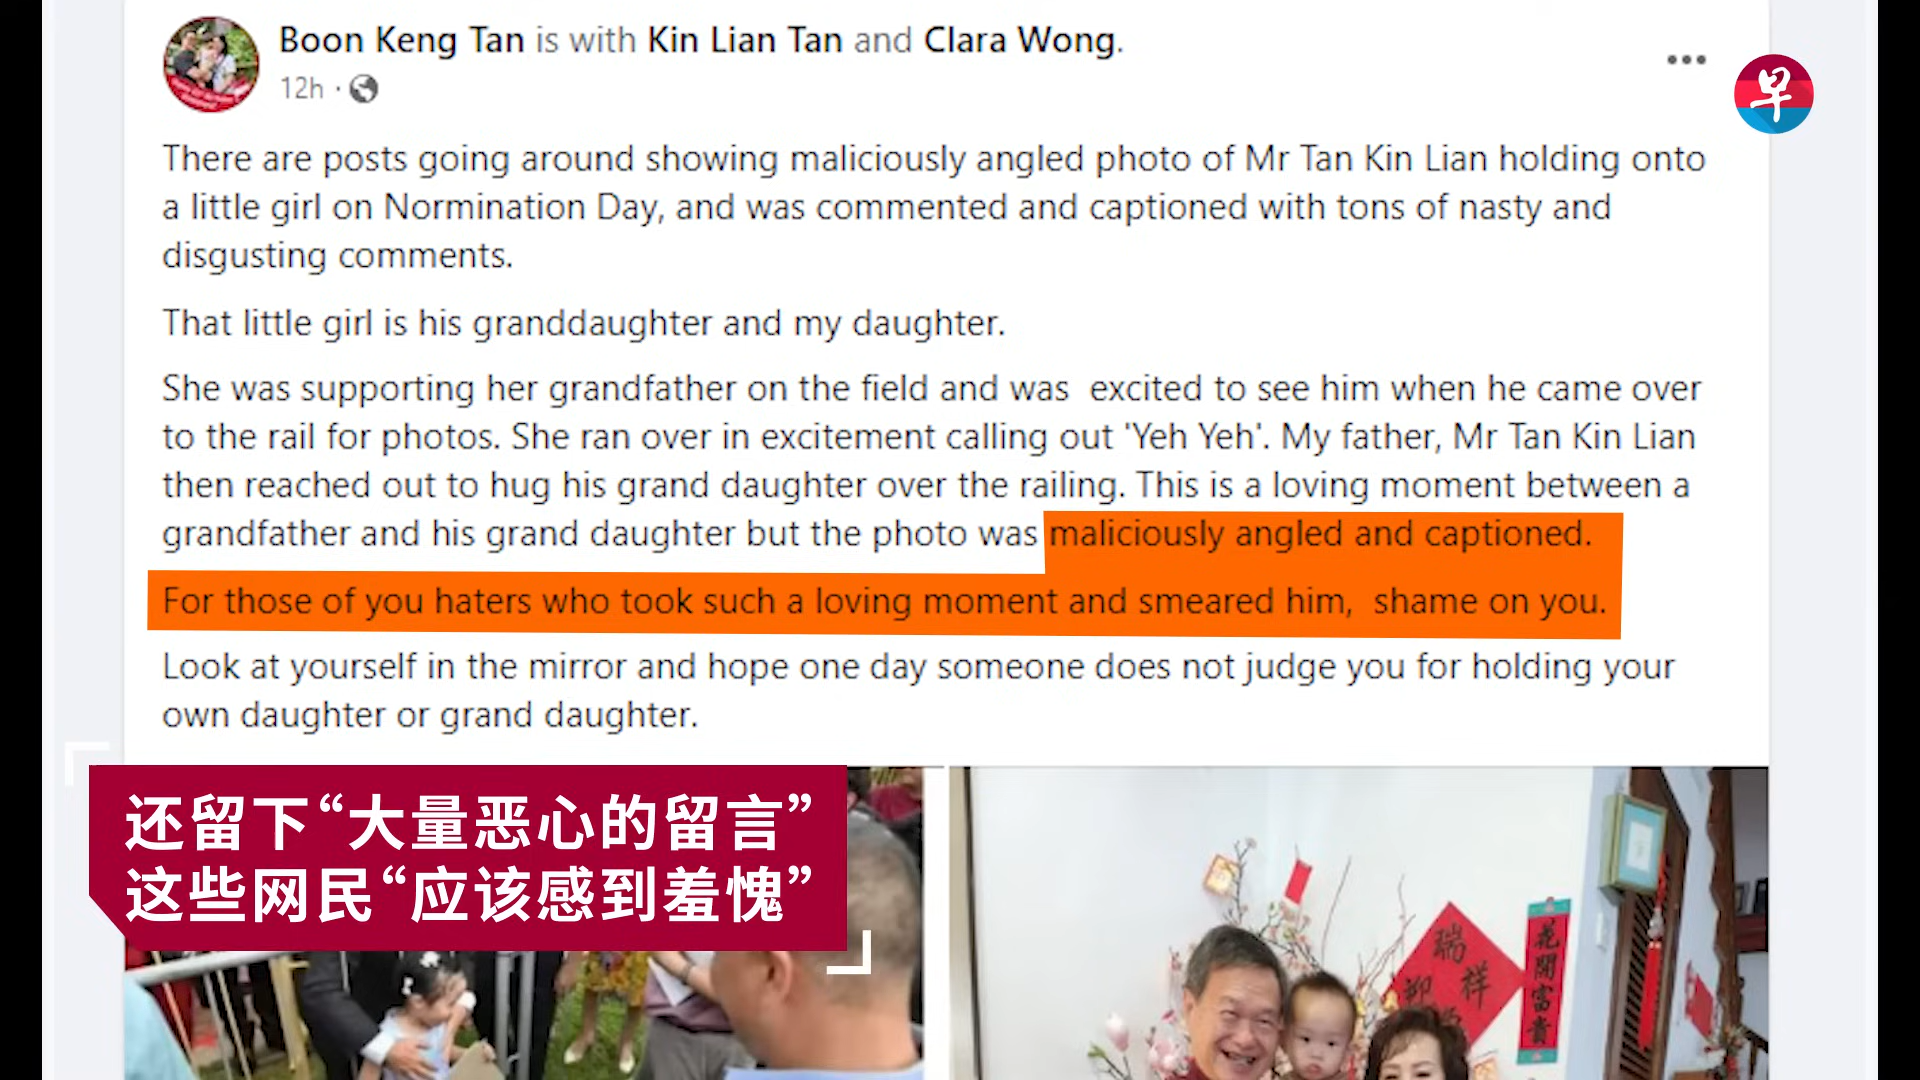 Boon Keng Tan is with Kin Lian Tan and Clara Wong.
12h ·
早
There are posts going around showing maliciously angled photo of Mr Tan Kin Lian holding onto
a little girl on Normination Day, and was commented and captioned with tons of nasty and
disgusting comments.
That little girl is his granddaughter and my daughter.
She was supporting her grandfather on the field and was  excited to see him when he came over
to the rail for photos. She ran over in excitement calling out 'Yeh Yeh'. My father, Mr Tan Kin Lian
then reached out to hug his grand daughter over the railing. This is a loving moment between a
grandfather and his grand daughter but the photo was maliciously angled and captioned.
For those of you haters who took such a loving moment and smeared him,  shame on you.
Look at yourself in the mirror and hope one day someone does not judge you for holding your
own daughter or grand daughter.
还留下“大量恶心的留言”
这些网民“应该感到羞愧”
瑞
祥
迎
花開富貴